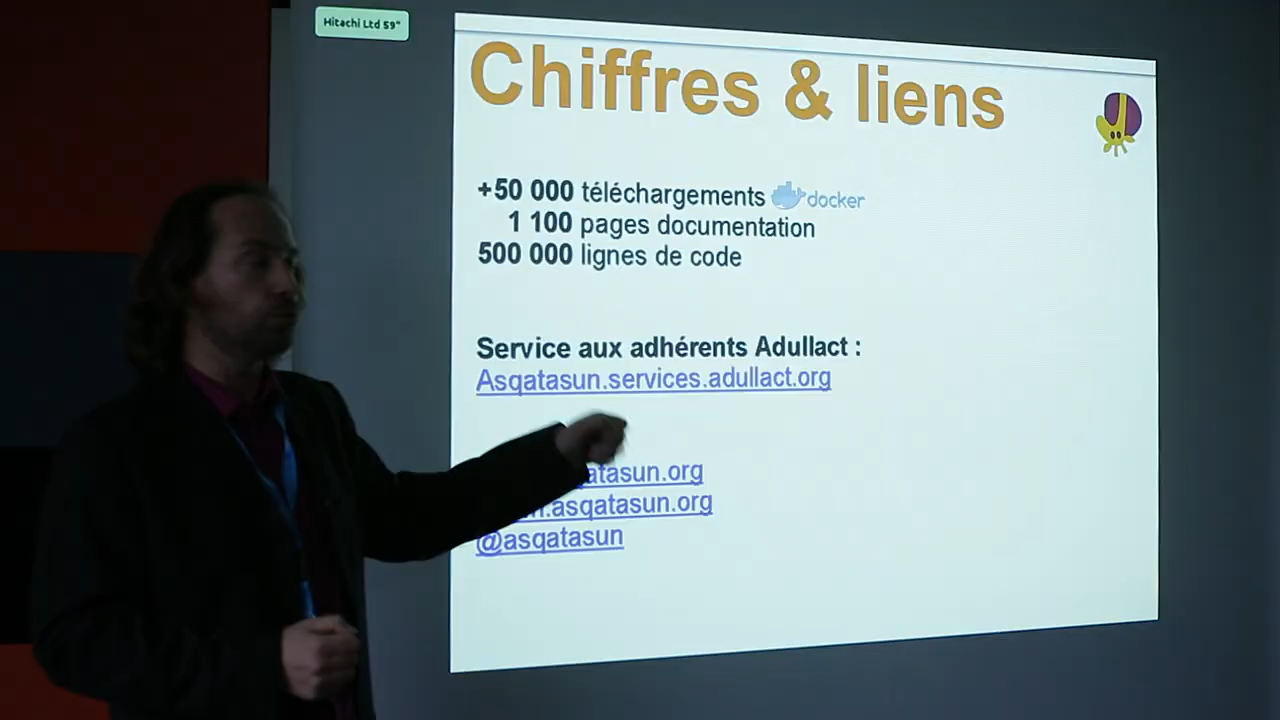 Hitachi Ltd 59"
Chiffres & liens
+50 000 téléchargements docker
1 100 pages documentation
500 000 lignes de code
Service aux adhérents Adullact :
Asqatasun.services.adullact.org
atasun.org
.asqatasun.org
@asqatasun